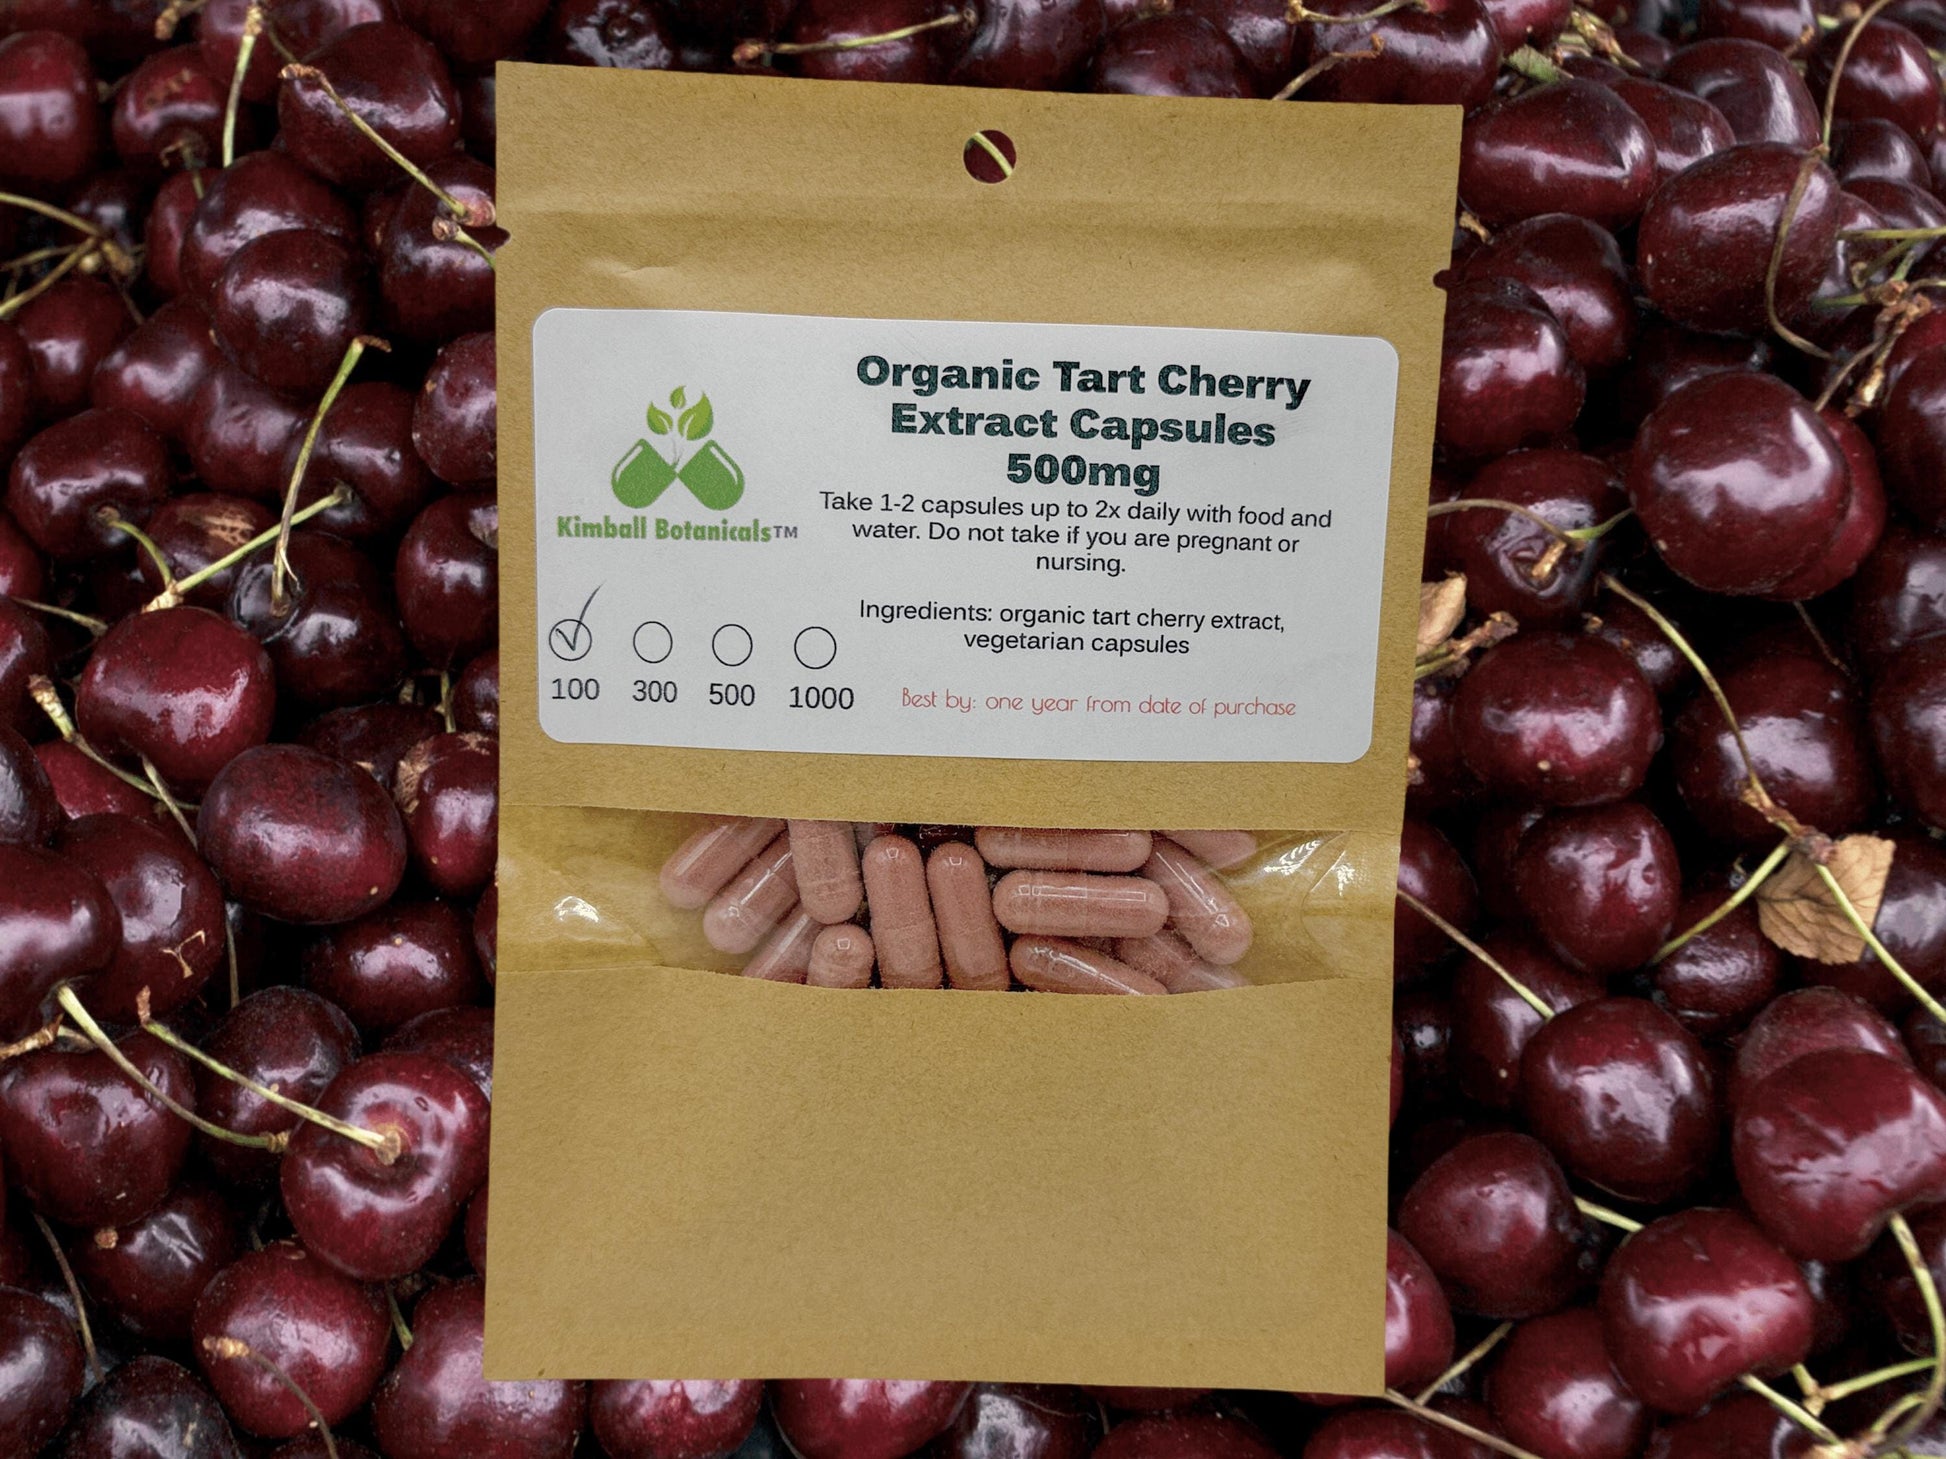 Organic Tart Cherry
Extract Capsules
500mg
Take 1-2 capsules up to 2x daily with food and
water. Do not take if you are pregnant or
nursing.
Kimball Botanicals™
Ingredients: organic tart cherry extract,
vegetarian capsules
100 300 500 1000
Best by: one year from date of purchase